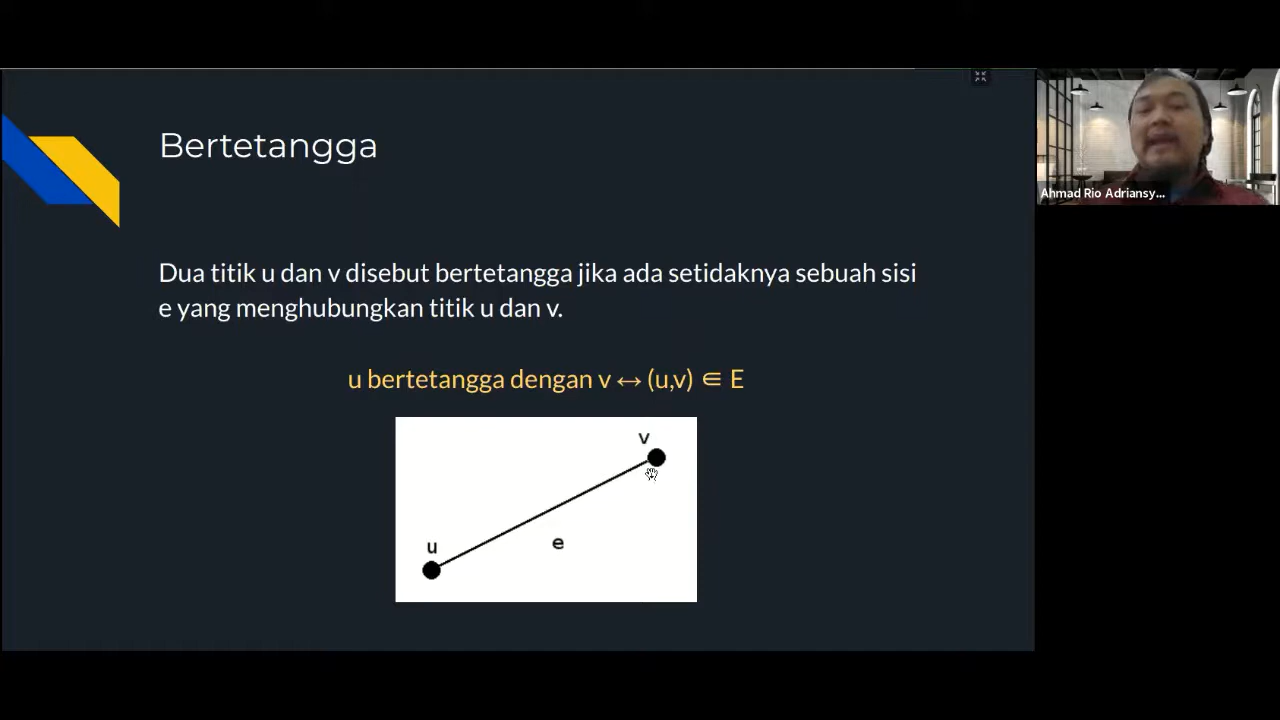 Bertetangga
Dua titik u dan v disebut bertetangga jika ada setidaknya sebuah sisi
e yang menghubungkan titik u dan v.
u bertetangga dengan v ↔ (u,v) ∈ E
v
u
e
Ahmad Rio Adriansy...